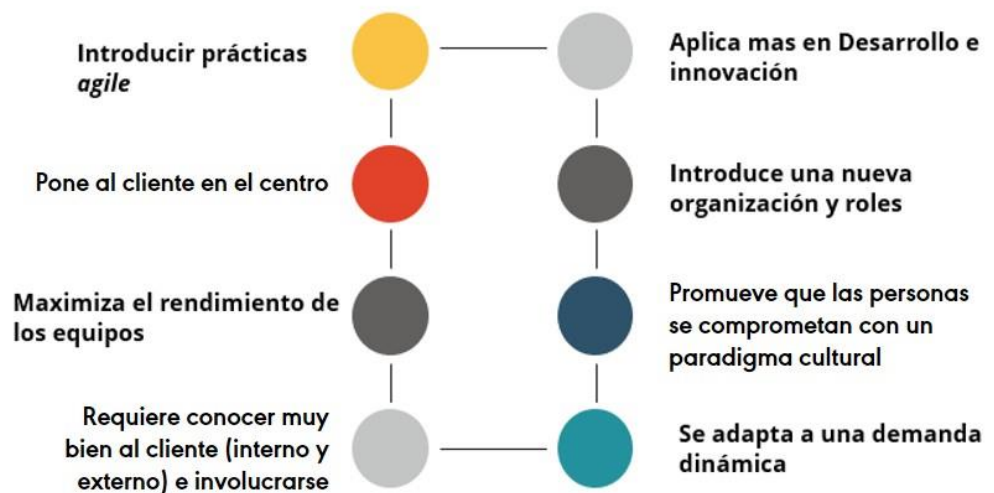 Introducir prácticas
agile
Pone al cliente en el centro
Maximiza el rendimiento de
los equipos
Requiere conocer muy
bien al cliente (interno y
externo) e involucrarse
Aplica mas en Desarrollo e
innovación
Introduce una nueva
organización y roles
Promueve que las personas
se comprometan con un
paradigma cultural
Se adapta a una demanda
dinámica